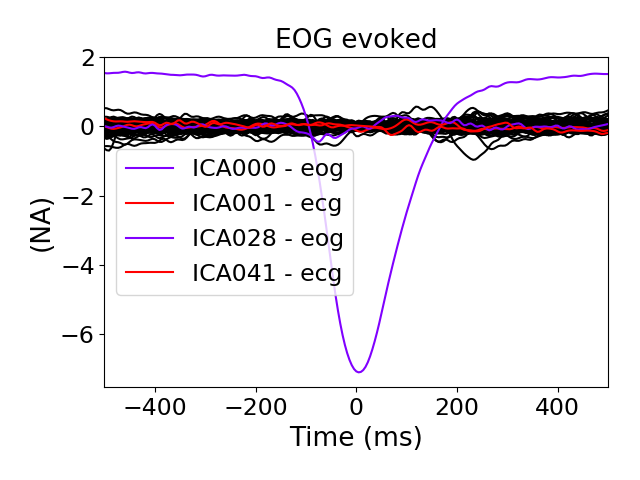 EOG evoked
2
0
−2
−4
−6
(NA)
ICA000 - eog
ICA001 - ecg
ICA028 - eog
ICA041 - ecg
−400 −200 0 200 400
Time (ms)